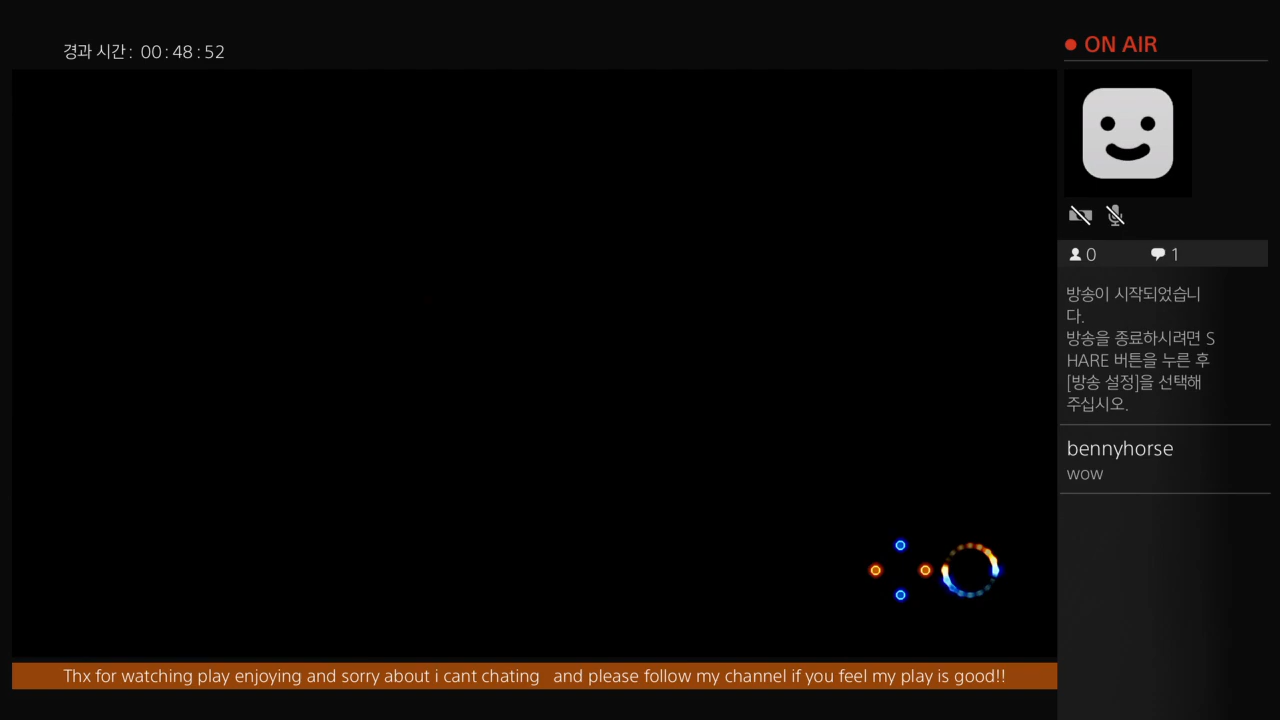 경과 시간 : 00 : 48 : 52
ON AIR
0 1
방송이 시작되었습니
다.
방송을 종료하시려면 S
HARE 버튼을 누른 후
[방송 설정]을 선택해
주십시오.
bennyhorse
wow
Thx for watching play enjoying and sorry about i cant chating and please follow my channel if you feel my play is good!!